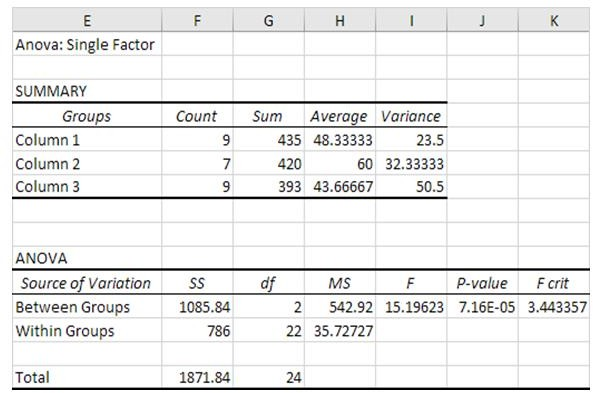 E F G H I J K
Anova: Single Factor
SUMMARY
Groups Count Sum Average Variance
Column 1 9 435 48.33333 23.5
Column 2 7 420 60 32.33333
Column 3 9 393 43.66667 50.5
ANOVA
Source of Variation SS df MS F P-value F crit
Between Groups 1085.84 2 542.92 15.19623 7.16E-05 3.443357
Within Groups 786 22 35.72727
Total 1871.84 24